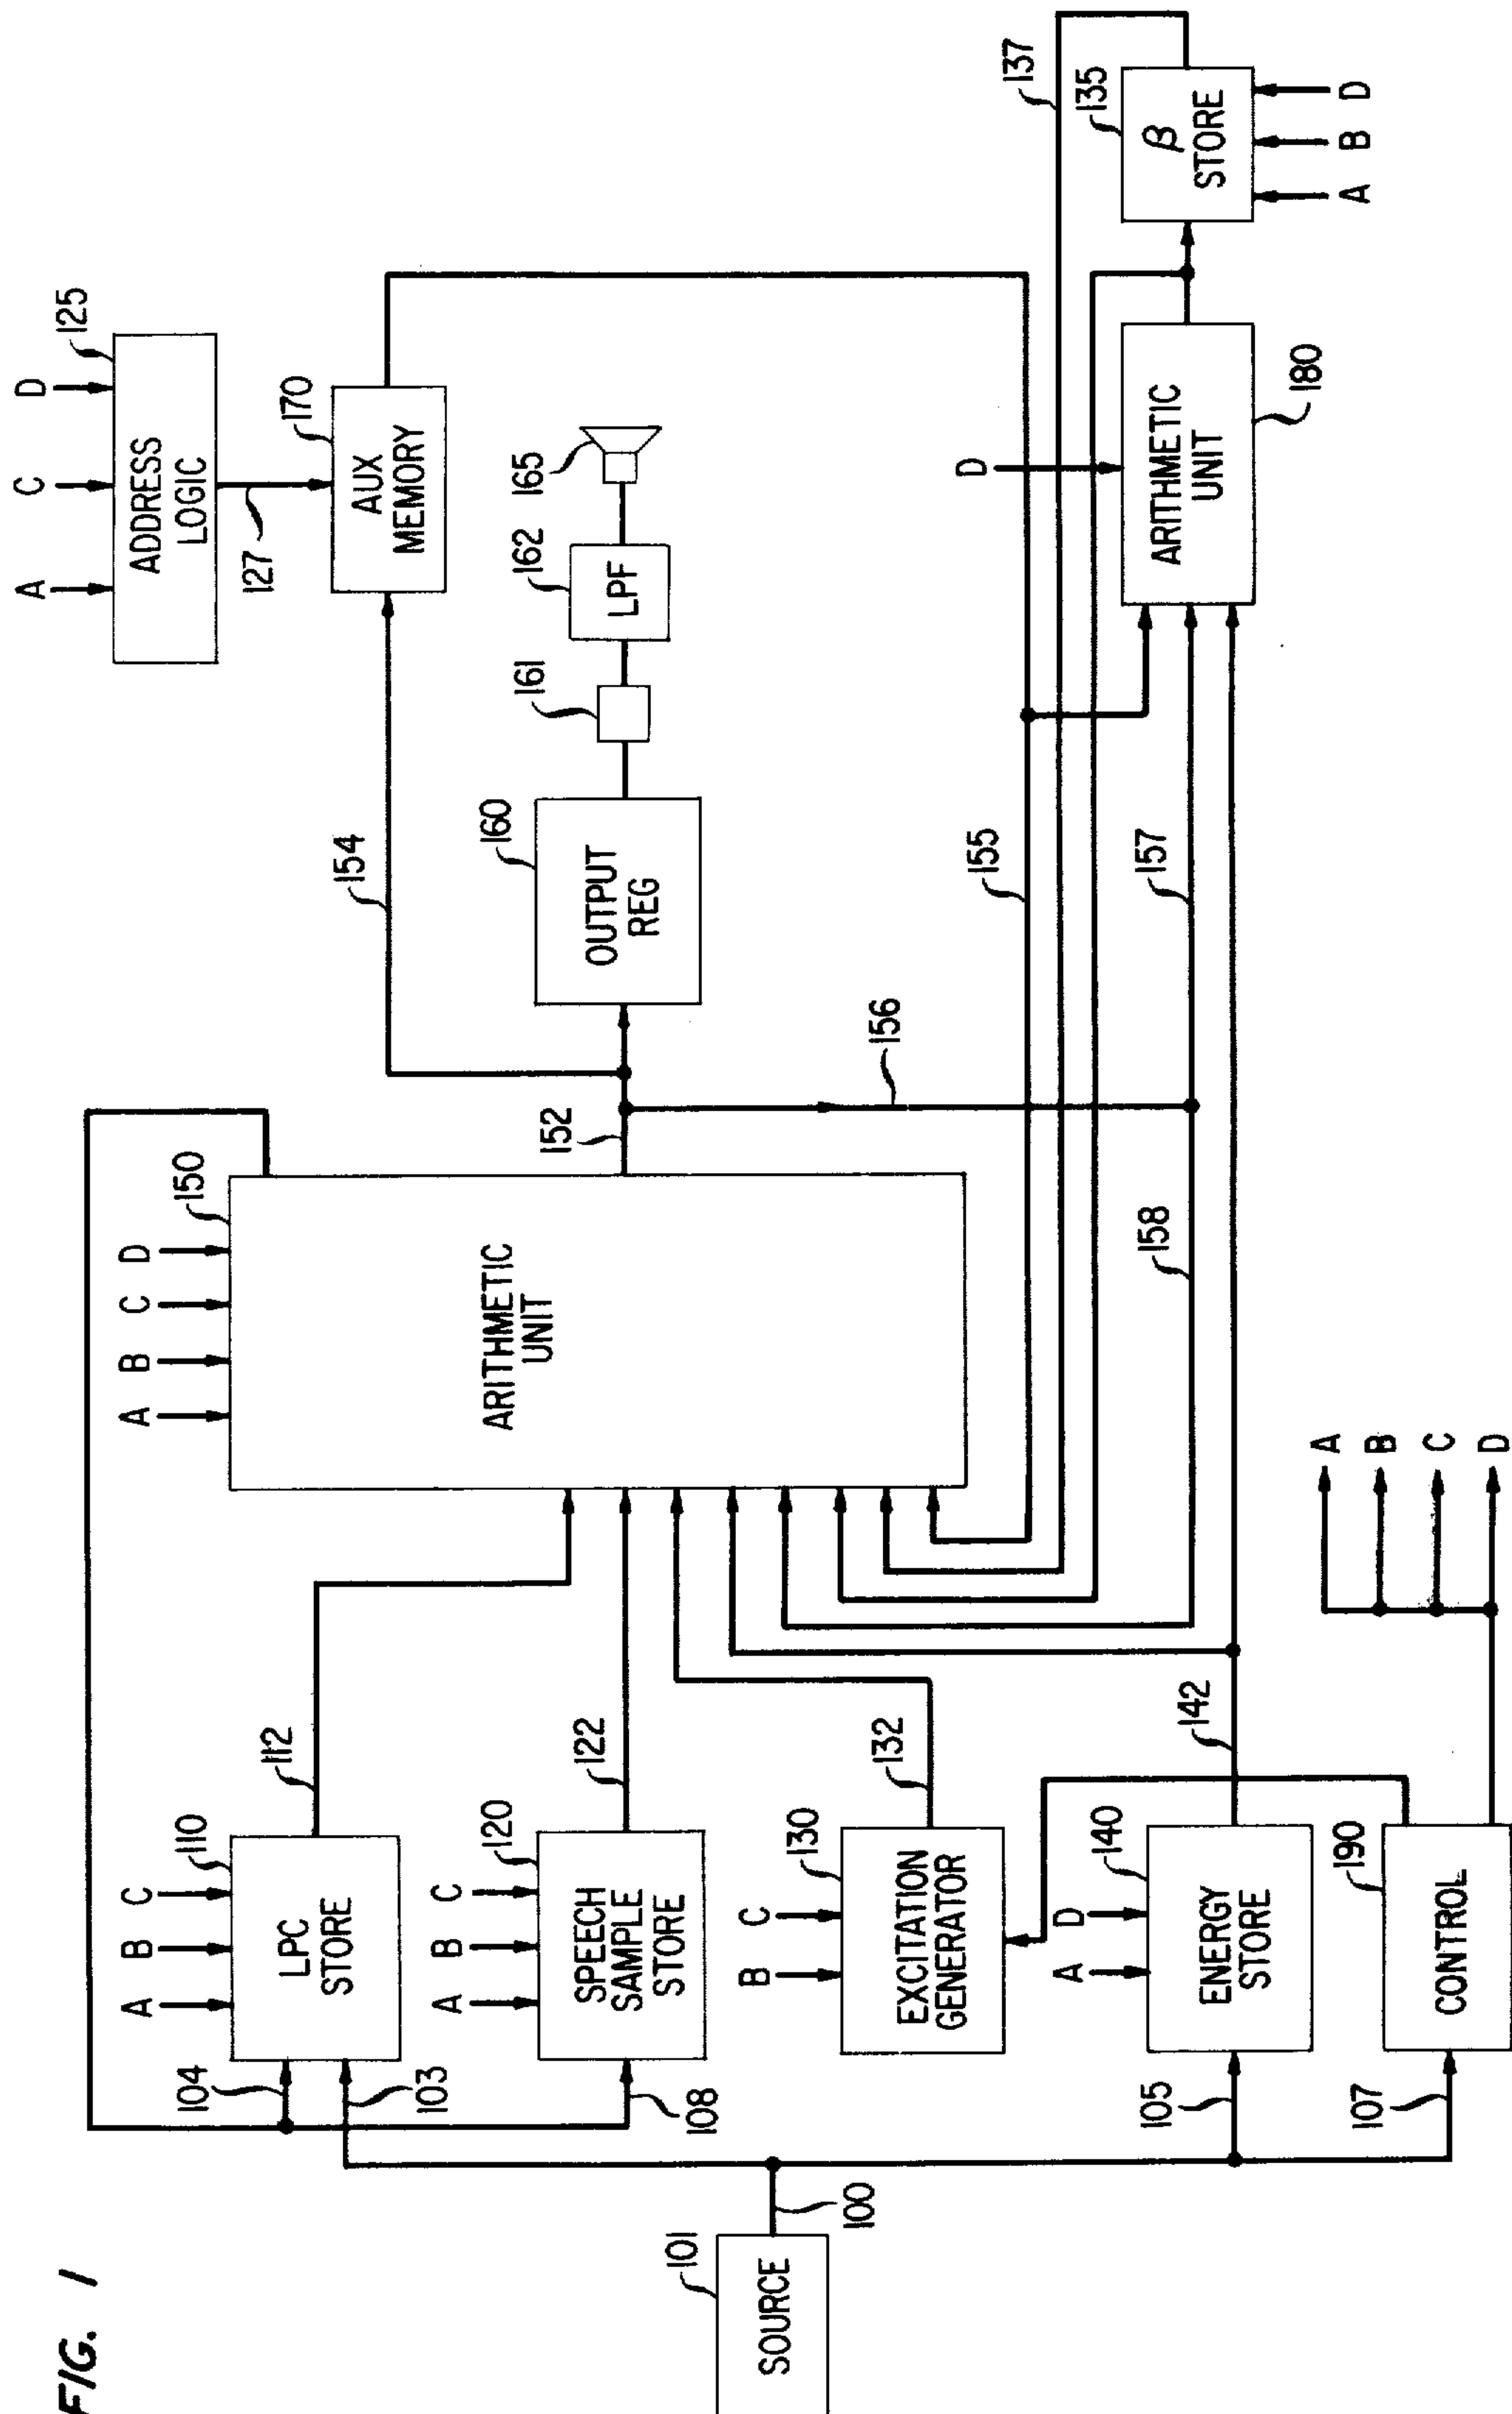 FIG. 1
101
SOURCE
100
104
103
108
105
107
A B C
110
LPC
STORE
112
A B C
120
SPEECH
SAMPLE
STORE
122
B C
130
EXCITATION
GENERATOR
132
A D
140
ENERGY
STORE
142
190
CONTROL
A
B
C
D
A B C D
150
ARITHMETIC
UNIT
152
154
156
158
155
157
160
OUTPUT
REG
161
162
LPF
165
A C D
125
ADDRESS
LOGIC
127
170
AUX
MEMORY
D
ARITHMETIC
UNIT
180
137
135
β
STORE
A B D